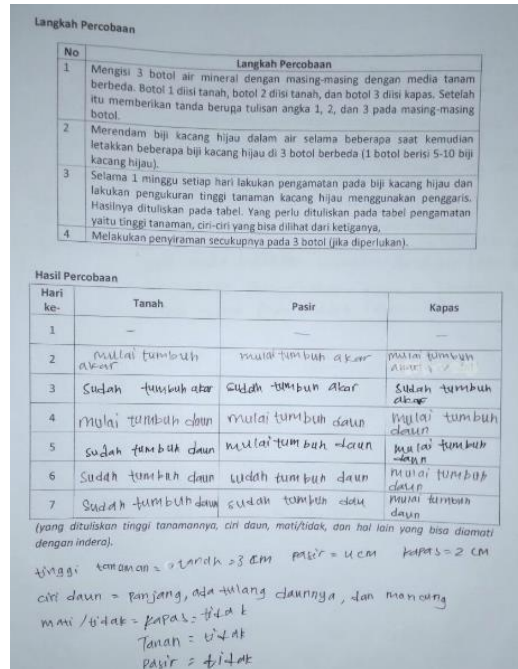 Langkah Percobaan
No Langkah Percobaan
1 Mengisi 3 botol air mineral dengan masing-masing dengan media tanam
berbeda. Botol 1 diisi tanah, botol 2 diisi tanah, dan botol 3 diisi kapas. Setelah
itu memberikan tanda berupa tulisan angka 1, 2, dan 3 pada masing-masing
botol.
2 Merendam biji kacang hijau dalam air selama beberapa saat kemudian
letakkan beberapa biji kacang hijau di 3 botol berbeda (1 botol berisi 5-10 biji
kacang hijau).
3 Selama 1 minggu setiap hari lakukan pengamatan pada biji kacang hijau dan
lakukan pengukuran tinggi tanaman kacang hijau menggunakan penggaris.
Hasilnya dituliskan pada tabel. Yang perlu dituliskan pada tabel pengamatan
yaitu tinggi tanaman, ciri-ciri yang bisa dilihat dari ketiganya,
4 Melakukan penyiraman secukupnya pada 3 botol (jika diperlukan).
Hasil Percobaan
Hari
ke- Tanah Pasir Kapas
1 — — —
2 mulai tumbuh akar mulai tumbuh akar mulai tumbuh akar
3 Sudah tumbuh akar sudah tumbuh akar sudah tumbuh akar
4 mulai tumbuh daun mulai tumbuh daun mulai tumbuh daun
5 sudah tumbuh daun mulai tumbuh daun mulai tumbuh daun
6 Sudah tumbuh daun sudah tumbuh daun mulai tumbuh daun
7 Sudah tumbuh daun sudah tumbuh mulai tumbuh daun
(yang dituliskan tinggi tanamannya, ciri daun, mati/tidak, dan hal lain yang bisa diamati
dengan indera).
tinggi tanaman = tanah = 3 cm pasir = 4 cm kapas = 2 cm
ciri daun = panjang, ada tulang daunnya, dan mancung
mati / tidak = kapas = tidak
Tanah = tidak
Pasir = tidak